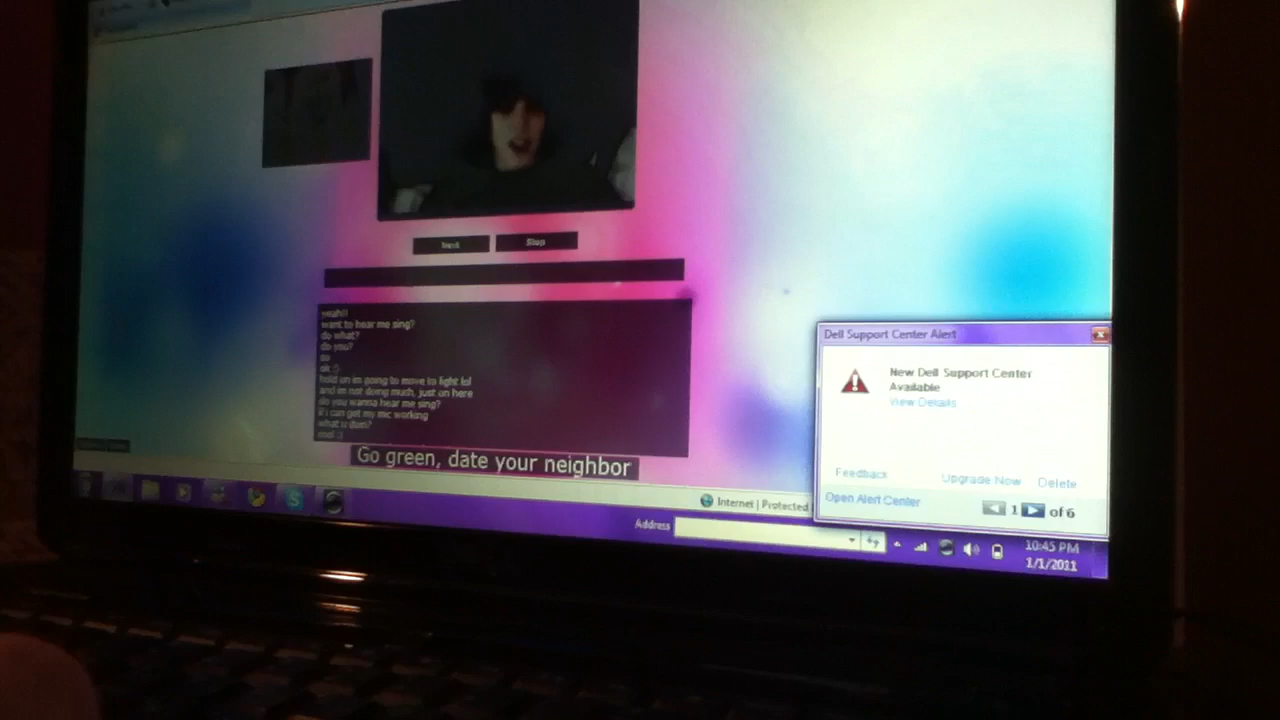 Stop
yeah!!
want to hear me sing?
do what?
do you?
so
ok :)
hold on im going to move to light lol
and im not doing much, just on here
do you wanna hear me sing?
if i can get my mic working
what u doin?
cool :)
Go green, date your neighbor
Dell Support Center Alert
New Dell Support Center
Available
View Details
Feedback
Upgrade Now
Delete
Open Alert Center
1
of 6
Internet | Protected
Address
10:45 PM
1/1/2011